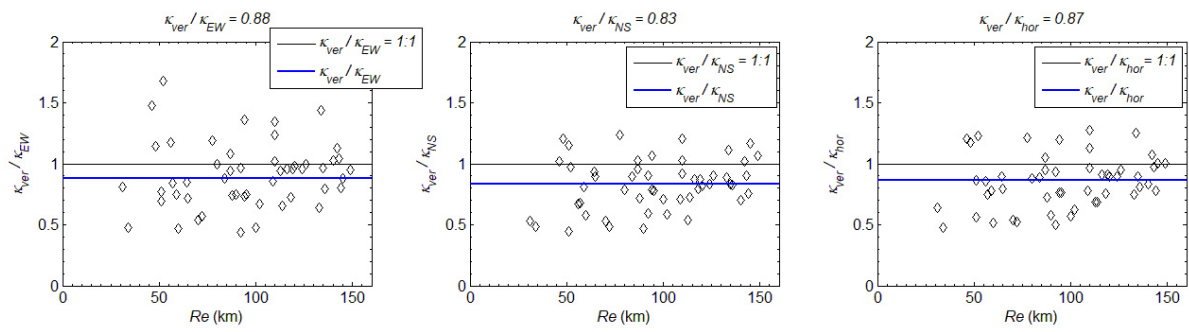 κver / κEW = 0.88
κver / κEW = 1:1
κver / κEW
κver / κEW
2
1.5
1
0.5
0
0
50
100
150
Re (km)
κver / κNS = 0.83
κver / κNS = 1:1
κver / κNS
κver / κNS
2
1.5
1
0.5
0
0
50
100
150
Re (km)
κver / κhor = 0.87
κver / κhor = 1:1
κver / κhor
κver / κhor
2
1.5
1
0.5
0
0
50
100
150
Re (km)